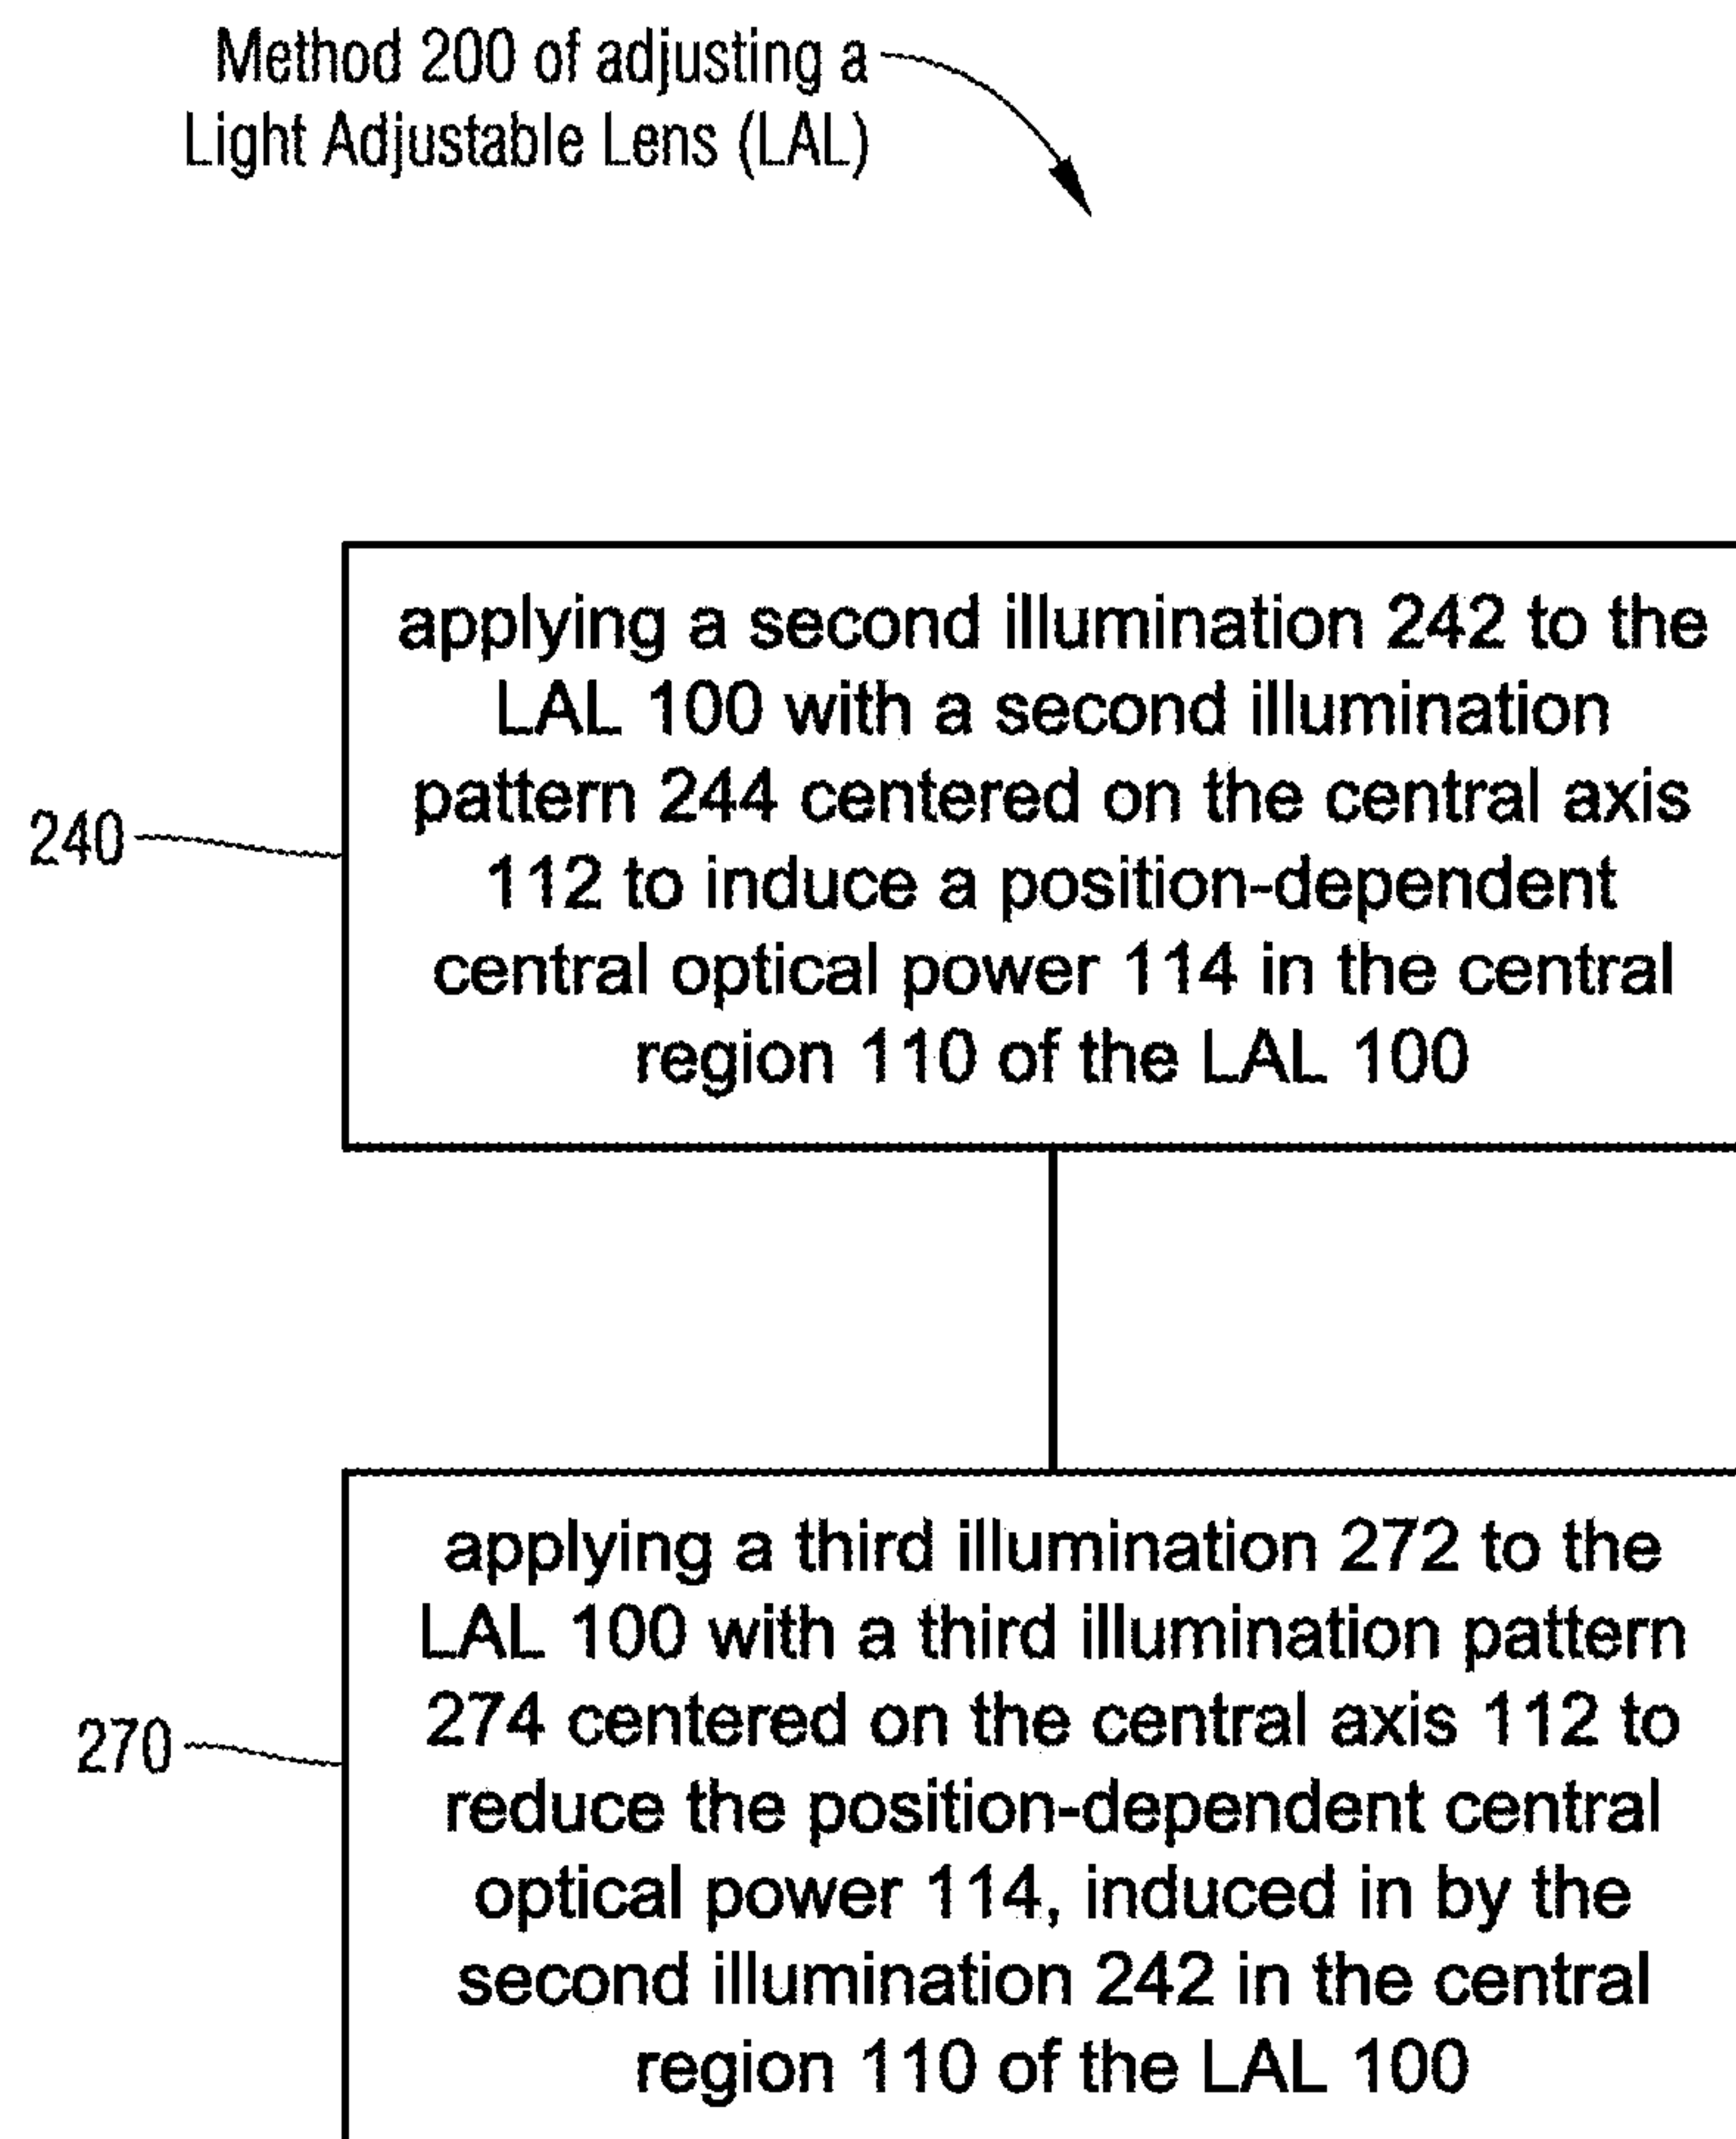 Method 200 of adjusting a
Light Adjustable Lens (LAL)
applying a second illumination 242 to the
LAL 100 with a second illumination
pattern 244 centered on the central axis
112 to induce a position-dependent
central optical power 114 in the central
region 110 of the LAL 100
240
applying a third illumination 272 to the
LAL 100 with a third illumination pattern
274 centered on the central axis 112 to
reduce the position-dependent central
optical power 114, induced in by the
second illumination 242 in the central
region 110 of the LAL 100
270